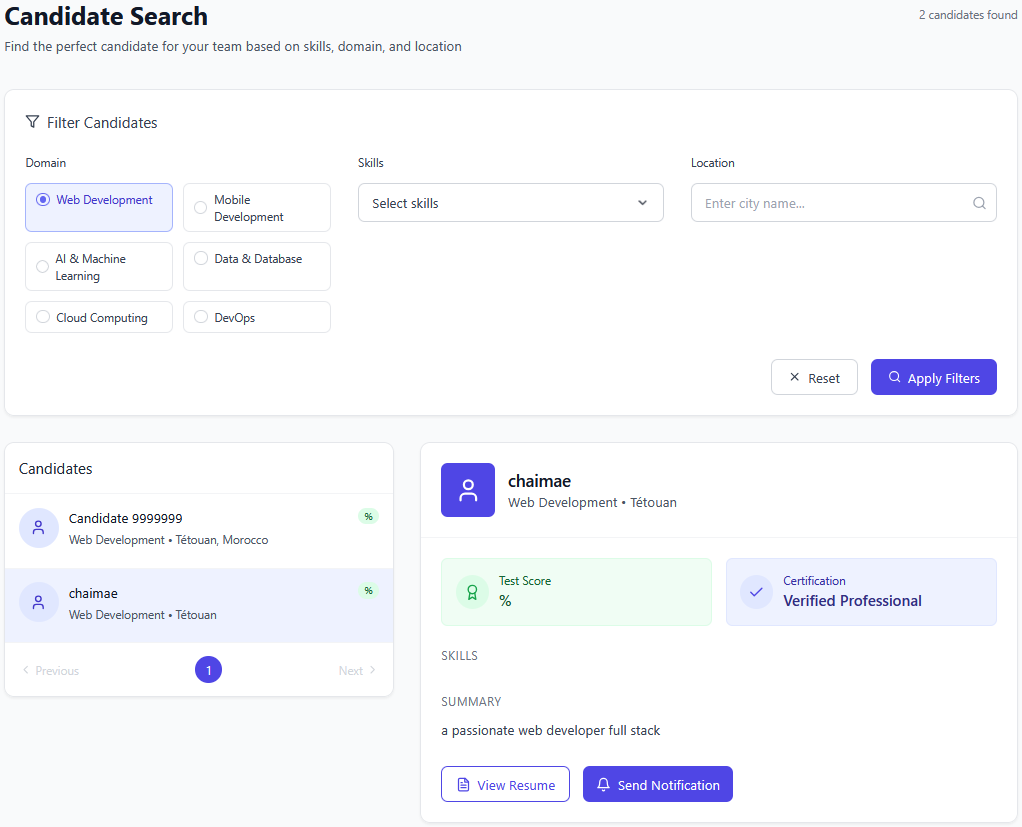 Candidate Search
2 candidates found
Find the perfect candidate for your team based on skills, domain, and location
Filter Candidates
Domain
Web Development
Mobile
Development
AI & Machine
Learning
Data & Database
Cloud Computing
DevOps
Skills
Select skills
Location
Enter city name...
Reset
Apply Filters
Candidates
Candidate 9999999
%
Web Development • Tétouan, Morocco
chaimae
%
Web Development • Tétouan
Previous
1
Next
chaimae
Web Development • Tétouan
Test Score
%
Certification
Verified Professional
SKILLS
SUMMARY
a passionate web developer full stack
View Resume
Send Notification